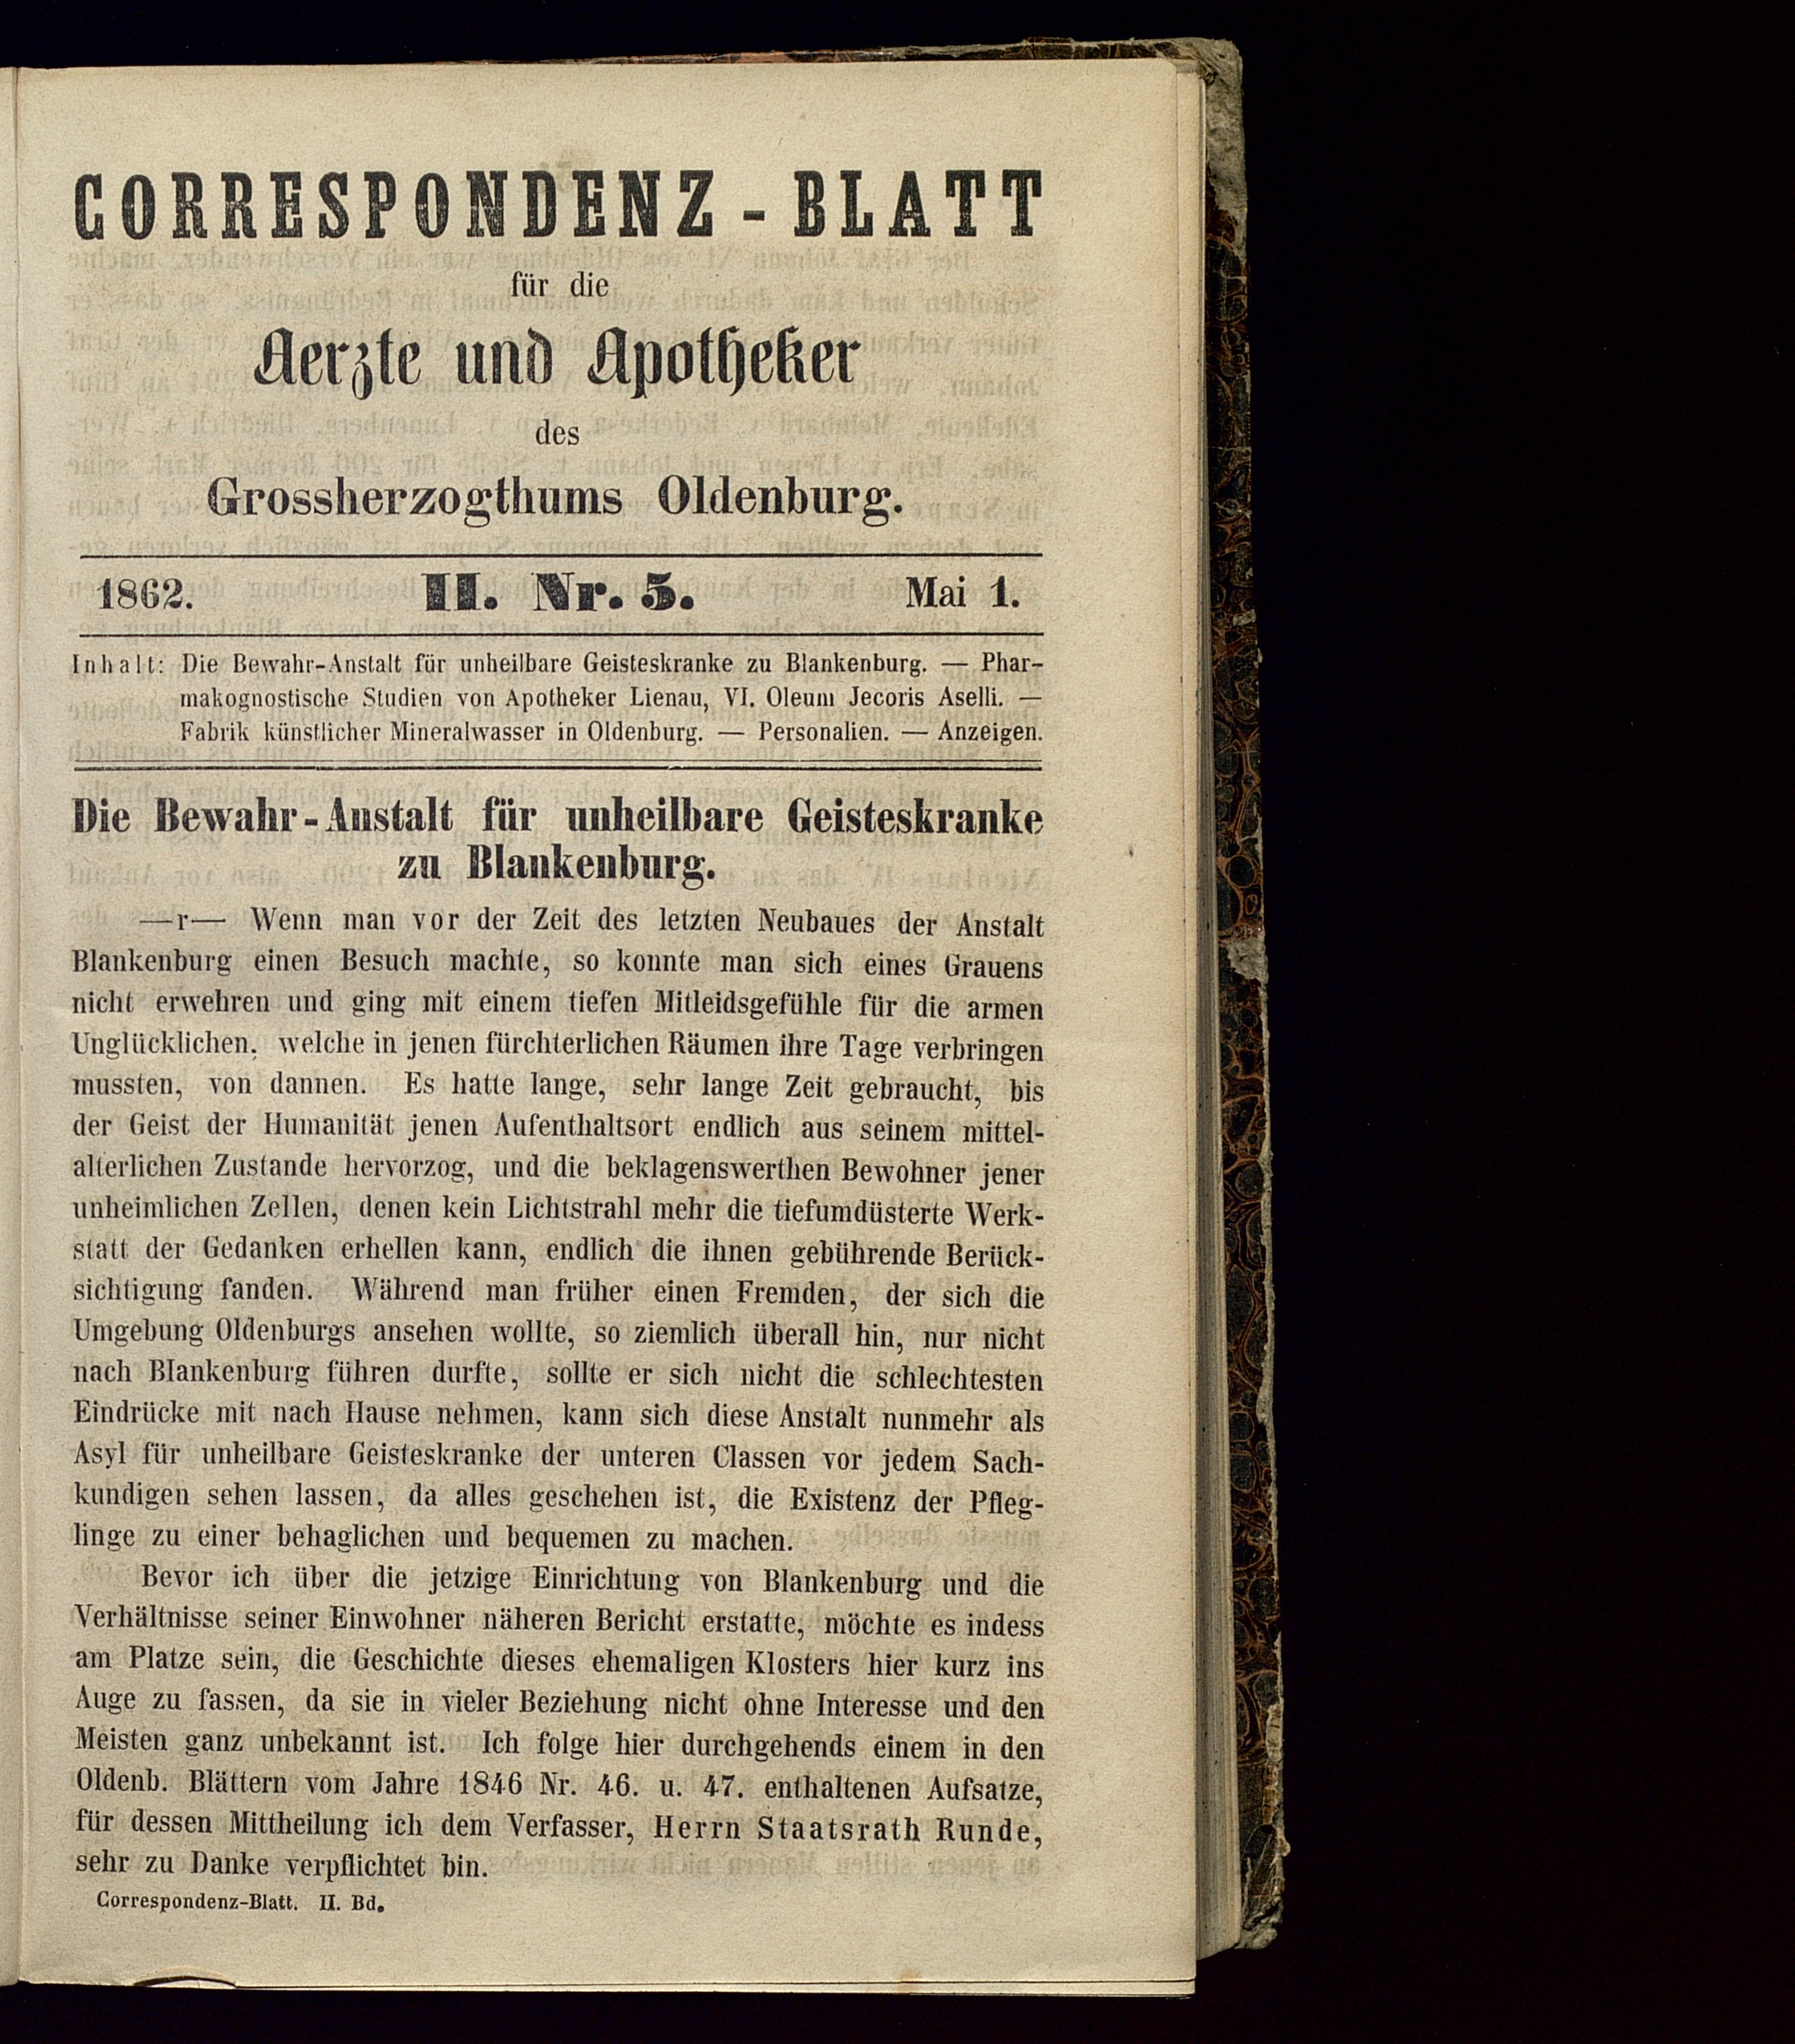 CORRESPONDENZ-BLATT
für die
Aerzte und Apotheker
des
Grossherzogthums Oldenburg.
1862. II. Nr. 5. Mai 1.
Inhalt: Die Bewahr-Anstalt für unheilbare Geisteskranke zu Blankenburg. — Phar-
makognostische Studien von Apotheker Lienau, VI. Oleum Jecoris Aselli. —
Fabrik künstlicher Mineralwasser in Oldenburg. — Personalien. — Anzeigen.
Die Bewahr-Anstalt für unheilbare Geisteskranke
zu Blankenburg.
—r— Wenn man vor der Zeit des letzten Neubaues der Anstalt
Blankenburg einen Besuch machte, so konnte man sich eines Grauens
nicht erwehren und ging mit einem tiefen Mitleidsgefühle für die armen
Unglücklichen, welche in jenen fürchterlichen Räumen ihre Tage verbringen
mussten, von dannen. Es hatte lange, sehr lange Zeit gebraucht, bis
der Geist der Humanität jenen Aufenthaltsort endlich aus seinem mittel-
alterlichen Zustande hervorzog, und die beklagenswerthen Bewohner jener
unheimlichen Zellen, denen kein Lichtstrahl mehr die tiefumdüsterte Werk-
statt der Gedanken erhellen kann, endlich die ihnen gebührende Berück-
sichtigung fanden. Während man früher einen Fremden, der sich die
Umgebung Oldenburgs ansehen wollte, so ziemlich überall hin, nur nicht
nach Blankenburg führen durfte, sollte er sich nicht die schlechtesten
Eindrücke mit nach Hause nehmen, kann sich diese Anstalt nunmehr als
Asyl für unheilbare Geisteskranke der unteren Classen vor jedem Sach-
kundigen sehen lassen, da alles geschehen ist, die Existenz der Pfleg-
linge zu einer behaglichen und bequemen zu machen.
Bevor ich über die jetzige Einrichtung von Blankenburg und die
Verhältnisse seiner Einwohner näheren Bericht erstatte, möchte es indess
am Platze sein, die Geschichte dieses ehemaligen Klosters hier kurz ins
Auge zu fassen, da sie in vieler Beziehung nicht ohne Interesse und den
Meisten ganz unbekannt ist. Ich folge hier durchgehends einem in den
Oldenb. Blättern vom Jahre 1846 Nr. 46. u. 47. enthaltenen Aufsatze,
für dessen Mittheilung ich dem Verfasser, Herrn Staatsrath Runde,
sehr zu Danke verpflichtet bin.
Correspondenz-Blatt. II. Bd.